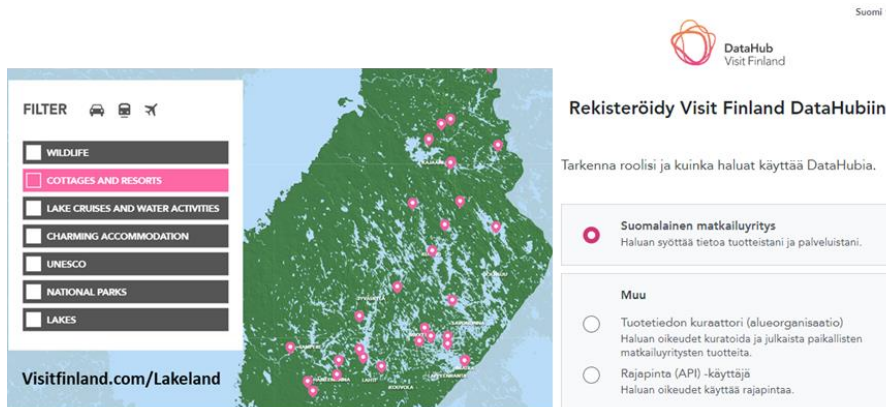 FILTER
WILDLIFE
COTTAGES AND RESORTS
LAKE CRUISES AND WATER ACTIVITIES
CHARMING ACCOMMODATION
UNESCO
NATIONAL PARKS
LAKES
Visitfinland.com/Lakeland
LAHTI
KOUVOLA
Suomi
DataHub
Visit Finland
Rekisteröidy Visit Finland DataHubiin
Tarkenna roolisi ja kuinka haluat käyttää DataHubia.
Suomalainen matkailuyritys
Haluan syöttää tietoa tuotteistani ja palveluistani.
Muu
Tuotetiedon kuraattori (alueorganisaatio)
Haluan oikeudet kuratoida ja julkaista paikallisten
matkailuyritysten tuotteita.
Rajapinta (API) -käyttäjä
Haluan oikeudet käyttää rajapintaa.